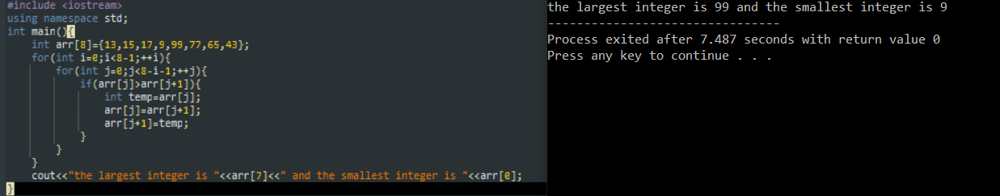 #include <iostream>
using namespace std;
int main(){
int arr[8]={13,15,17,9,99,77,65,43};
for(int i=0;i<8-1;++i){
for(int j=0;j<8-i-1;++j){
if(arr[j]>arr[j+1]){
int temp=arr[j];
arr[j]=arr[j+1];
arr[j+1]=temp;
}
}
}
cout<<"the largest integer is "<<arr[7]<<" and the smallest integer is "<<arr[0];
}
the largest integer is 99 and the smallest integer is 9
--------------------------------
Process exited after 7.487 seconds with return value 0
Press any key to continue . . .